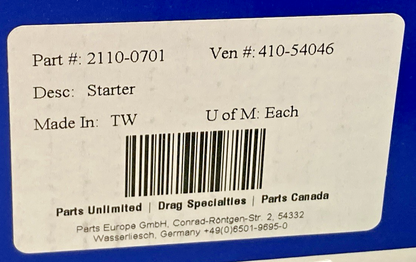 Part #: 2110-0701 Ven #: 410-54046
Desc: Starter
Made In: TW U of M: Each
Parts Unlimited | Drag Specialties | Parts Canada
Parts Europe GmbH, Conrad-Röntgen-Str. 2, 54332
Wasserliesch, Germany +49(0)6501-9695-0